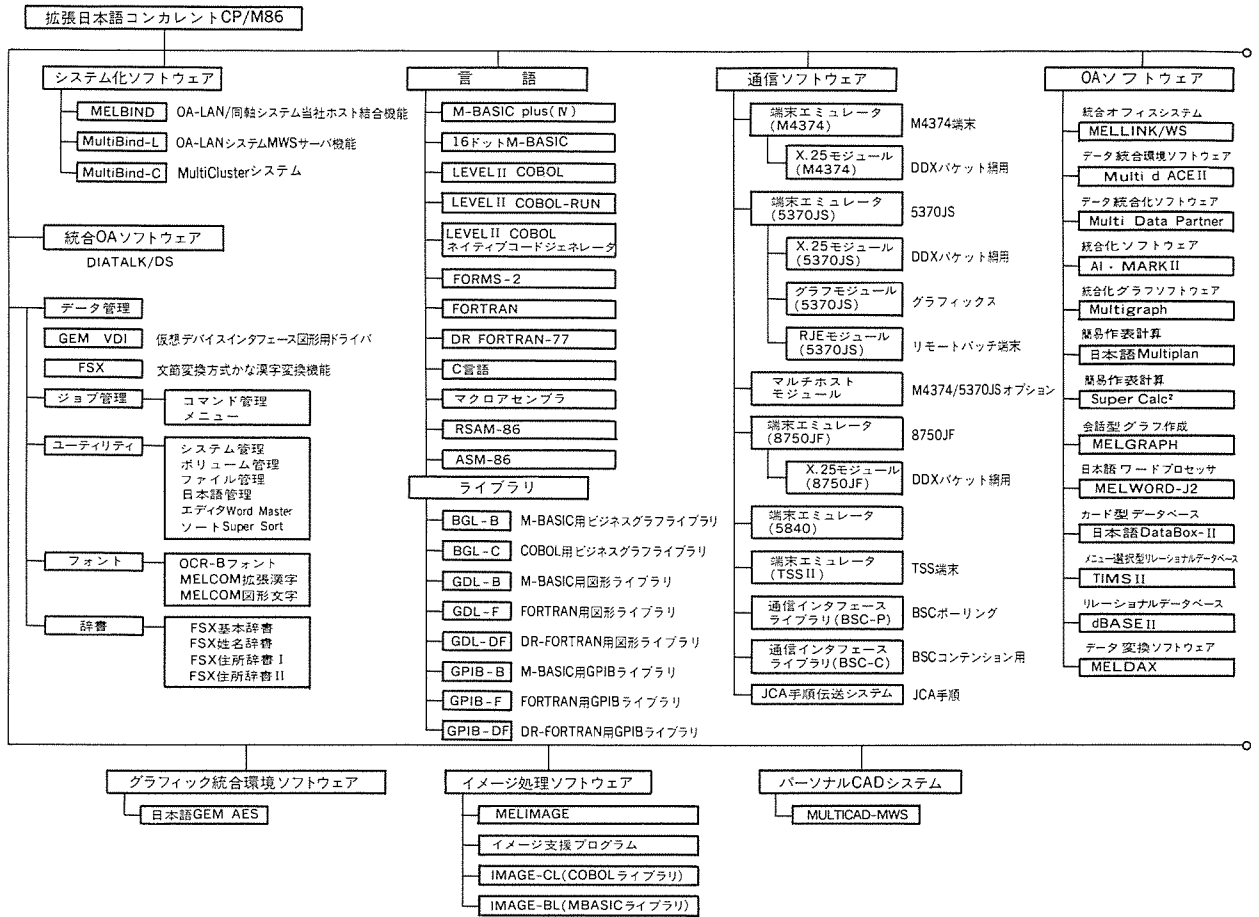 拡張日本語コンカレントCP/M86
システム化ソフトウェア
MELBIND OA-LAN/同軸システム当社ホスト結合機能
MultiBind-L OA-LANシステムMWSサーバ機能
MultiBind-C MultiClusterシステム
統合OAソフトウェア
DIATALK/DS
データ管理
GEM VDI 仮想デバイスインタフェース図形用ドライバ
FSX 文節変換方式かな漢字変換機能
ジョブ管理
コマンド管理
メニュー
ユーティリティ
システム管理
ボリューム管理
ファイル管理
日本語管理
エディタWord Master
ソートSuper Sort
フォント
OCR-Bフォント
MELCOM拡張漢字
MELCOM図形文字
辞書
FSX基本辞書
FSX姓名辞書
FSX住所辞書I
FSX住所辞書II
言語
M-BASIC plus(IV)
16ドットM-BASIC
LEVELII COBOL
LEVELII COBOL-RUN
LEVELII COBOL
ネイティブコードジェネレータ
FORMS-2
FORTRAN
DR FORTRAN-77
C言語
マクロアセンブラ
RSAM-86
ASM-86
ライブラリ
BGL-B M-BASIC用ビジネスグラフライブラリ
BGL-C COBOL用ビジネスグラフライブラリ
GDL-B M-BASIC用図形ライブラリ
GDL-F FORTRAN用図形ライブラリ
GDL-DF DR-FORTRAN用図形ライブラリ
GPIB-B M-BASIC用GPIBライブラリ
GPIB-F FORTRAN用GPIBライブラリ
GPIB-DF DR-FORTRAN用GPIBライブラリ
通信ソフトウェア
端末エミュレータ
(M4374) M4374端末
X.25モジュール
(M4374) DDXパケット網用
端末エミュレータ
(5370JS) 5370JS
X.25モジュール
(5370JS) DDXパケット網用
グラフモジュール
(5370JS) グラフィックス
RJEモジュール
(5370JS) リモートバッチ端末
マルチホスト
モジュール M4374/5370JSオプション
端末エミュレータ
(8750JF) 8750JF
X.25モジュール
(8750JF) DDXパケット網用
端末エミュレータ
(5840)
端末エミュレータ
(TSSII) TSS端末
通信インタフェース
ライブラリ(BSC-P) BSCポーリング
通信インタフェース
ライブラリ(BSC-C) BSCコンテンション用
JCA手順伝送システム JCA手順
OAソフトウェア
統合オフィスシステム
MELLINK/WS
データ統合環境ソフトウェア
Multi d ACEII
データ統合化ソフトウェア
Multi Data Partner
統合化ソフトウェア
AI・MARKII
統合化グラフソフトウェア
Multigraph
簡易作表計算
日本語Multiplan
簡易作表計算
Super Calc²
会話型グラフ作成
MELGRAPH
日本語ワードプロセッサ
MELWORD-J2
カード型データベース
日本語DataBox-II
メニュー選択型リレーショナルデータベース
TIMSII
リレーショナルデータベース
dBASEII
データ変換ソフトウェア
MELDAX
グラフィック統合環境ソフトウェア
日本語GEM AES
イメージ処理ソフトウェア
MELIMAGE
イメージ支援プログラム
IMAGE-CL(COBOLライブラリ)
IMAGE-BL(MBASICライブラリ)
パーソナルCADシステム
MULTICAD-MWS